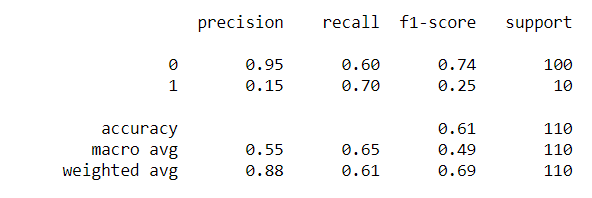 precision recall f1-score support
0 0.95 0.60 0.74 100
1 0.15 0.70 0.25 10
accuracy 0.61 110
macro avg 0.55 0.65 0.49 110
weighted avg 0.88 0.61 0.69 110